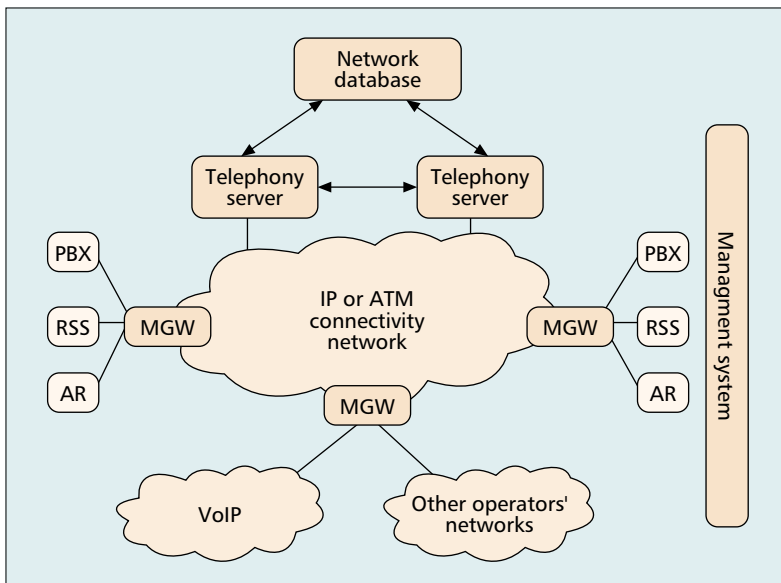 Network
database
Telephony
server
Telephony
server
PBX
RSS
AR
MGW
IP or ATM
connectivity
network
MGW
PBX
RSS
AR
MGW
VoIP
Other operators'
networks
Managment system